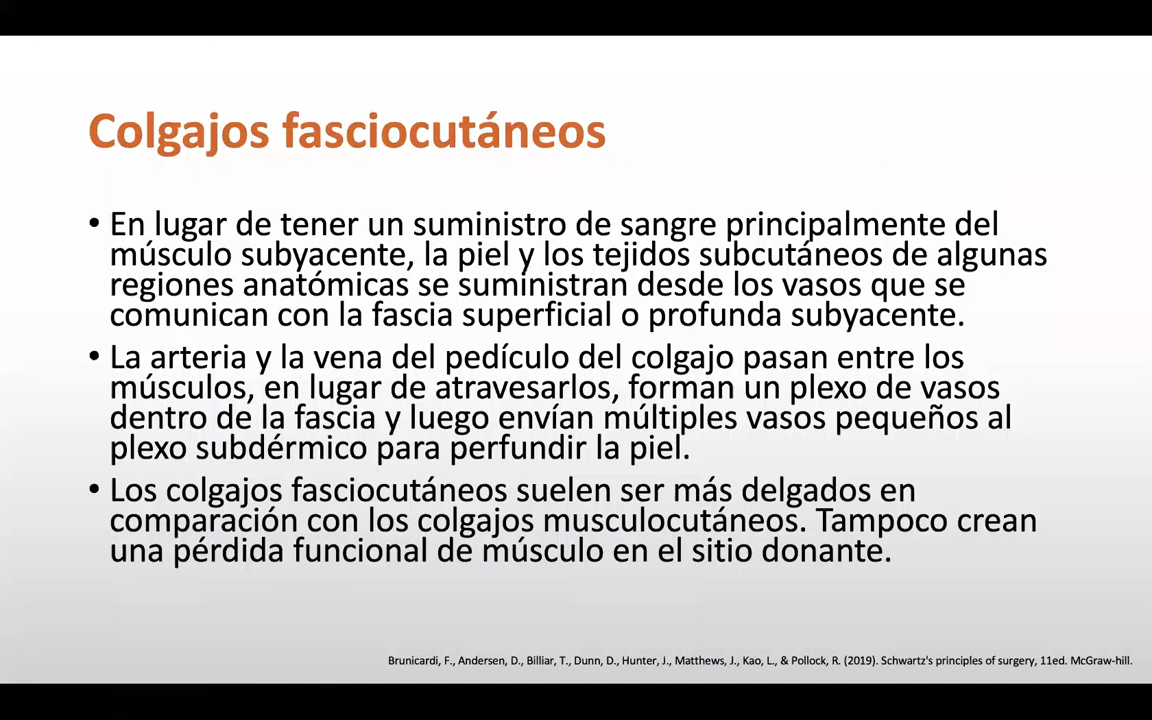 Colgajos fasciocutáneos
• En lugar de tener un suministro de sangre principalmente del
músculo subyacente, la piel y los tejidos subcutáneos de algunas
regiones anatómicas se suministran desde los vasos que se
comunican con la fascia superficial o profunda subyacente.
• La arteria y la vena del pedículo del colgajo pasan entre los
músculos, en lugar de atravesarlos, forman un plexo de vasos
dentro de la fascia y luego envían múltiples vasos pequeños al
plexo subdérmico para perfundir la piel.
• Los colgajos fasciocutáneos suelen ser más delgados en
comparación con los colgajos musculocutáneos. Tampoco crean
una pérdida funcional de músculo en el sitio donante.
Brunicardi, F., Andersen, D., Billiar, T., Dunn, D., Hunter, J., Matthews, J., Kao, L., & Pollock, R. (2019). Schwartz's principles of surgery, 11ed. McGraw-hill.